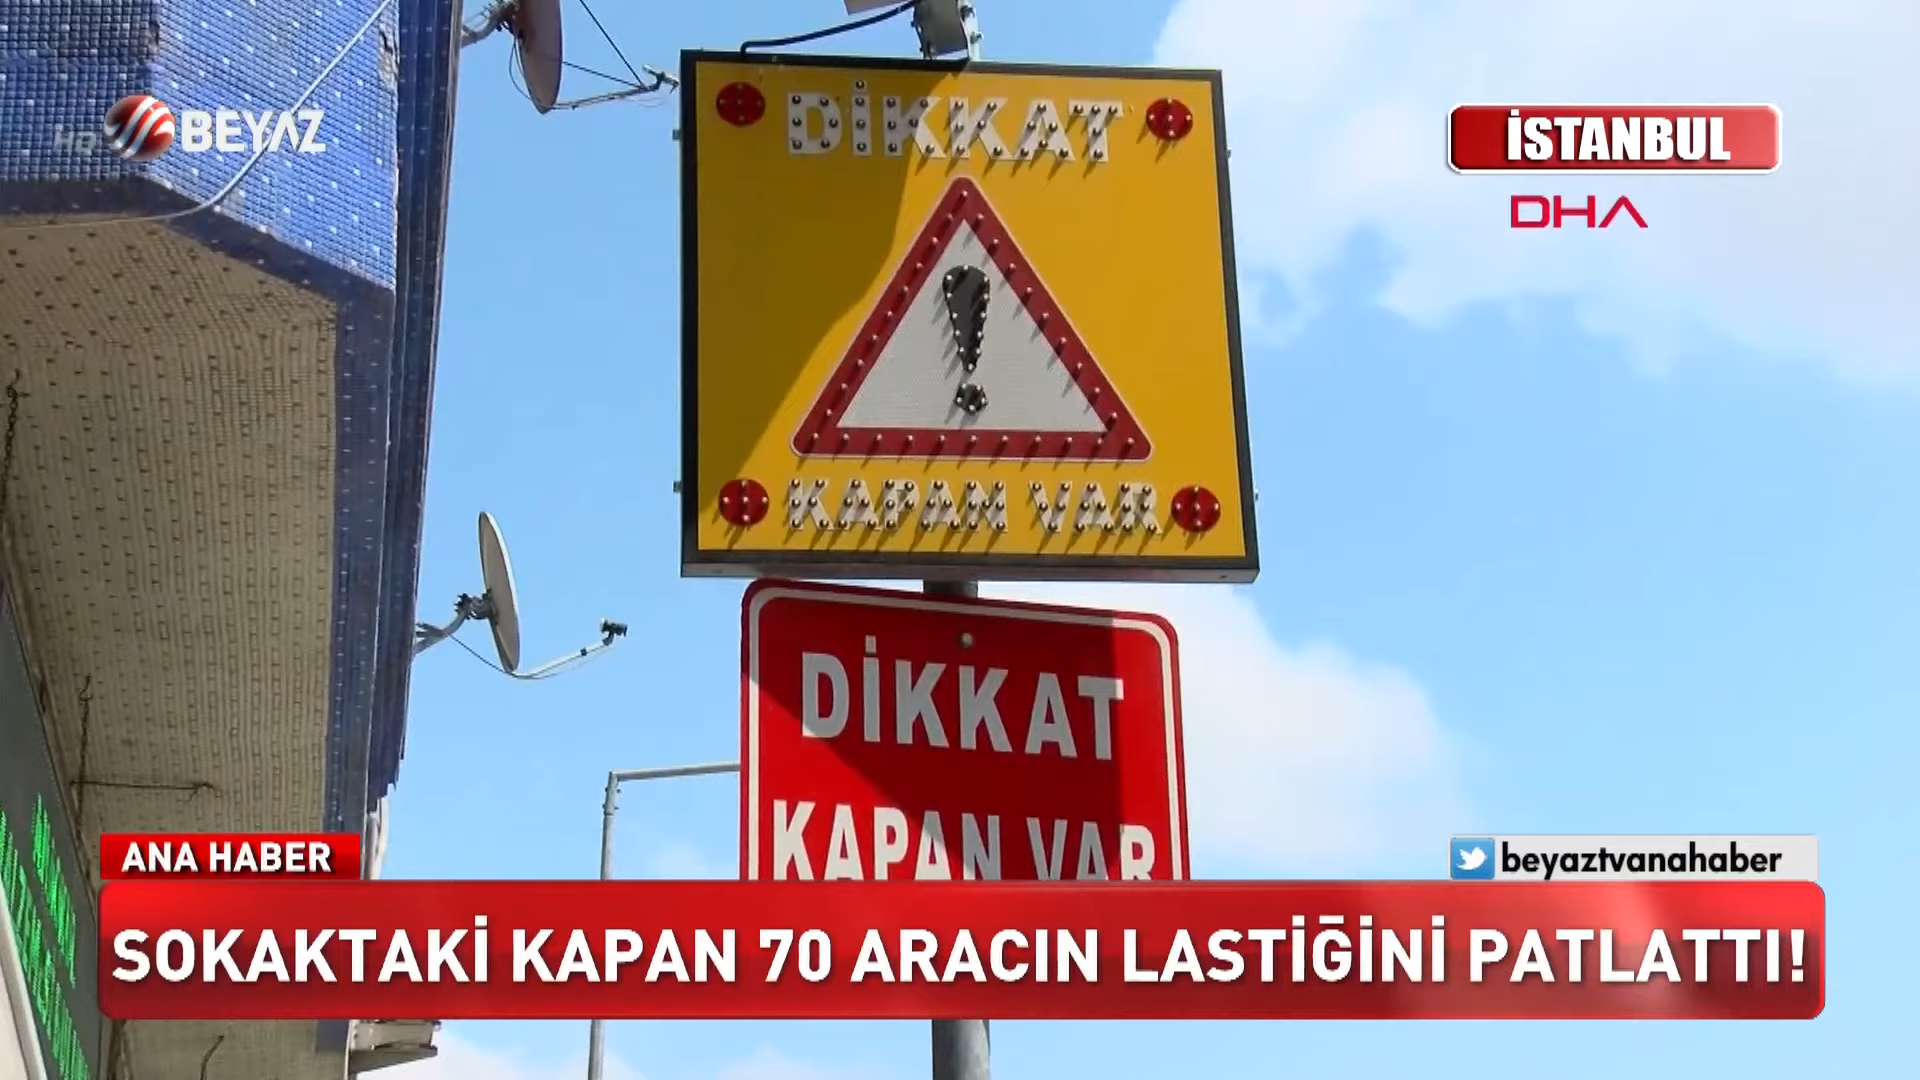 HD BEYAZ
İSTANBUL
DHA
DİKKAT
KAPAN VAR
DİKKAT
KAPAN VAR
ANA HABER
beyaztvanahaber
SOKAKTAKİ KAPAN 70 ARACIN LASTİĞİNİ PATLATTI!